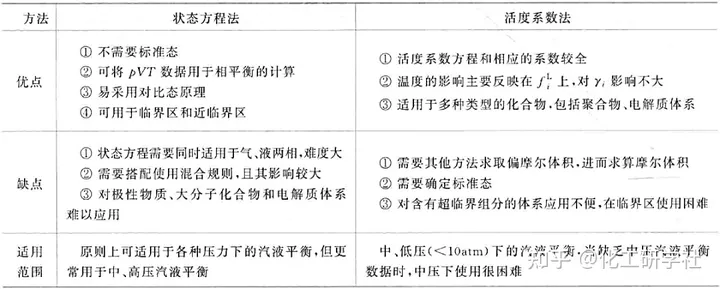 方法 状态方程法 活度系数法
优点
① 不需要标准态
② 可将 pVT 数据用于相平衡的计算
③ 易采用对比态原理
④ 可用于临界区和近临界区
① 活度系数方程和相应的系数较全
② 温度的影响主要反映在 f_i^L 上,对 γ_i 影响不大
③ 适用于多种类型的化合物,包括聚合物、电解质体系
缺点
① 状态方程需要同时适用于气、液两相,难度大
② 需要搭配使用混合规则,且其影响较大
③ 对极性物质、大分子化合物和电解质体系
难以应用
① 需要其他方法求取偏摩尔体积,进而求算摩尔体积
② 需要确定标准态
③ 对含有超临界组分的体系应用不便,在临界区使用困难
适用
范围
原则上可适用于各种压力下的汽液平衡,但更
常用于中、高压汽液平衡
中、低压(<10atm)下的汽液平衡,当缺乏中压汽液平衡
数据时,中压下使用很困难
知乎 @化工研学社